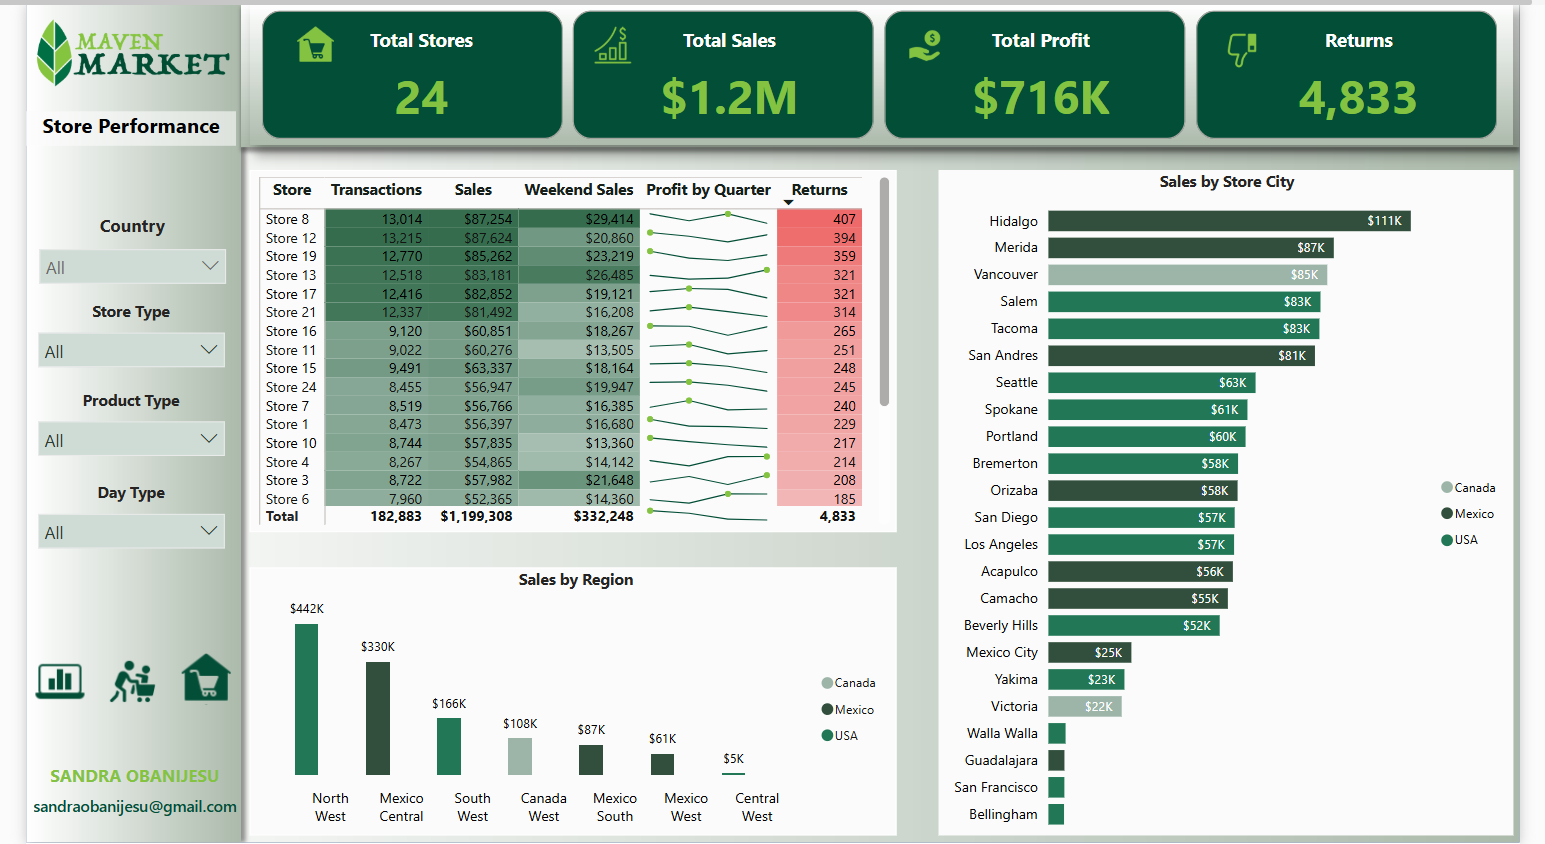 MAVEN
MARKET
Store Performance
Total Stores
24
Total Sales
$1.2M
Total Profit
$716K
Returns
4,833
Country
All
Store Type
All
Product Type
All
Day Type
All
SANDRA OBANIJESU
sandraobanijesu@gmail.com
Store Transactions Sales Weekend Sales Profit by Quarter Returns
Store 8 13,014 $87,254 $29,414 407
Store 12 13,215 $87,624 $20,860 394
Store 19 12,770 $85,262 $23,219 359
Store 13 12,518 $83,181 $26,485 321
Store 17 12,416 $82,852 $19,121 321
Store 21 12,337 $81,492 $16,208 314
Store 16 9,120 $60,851 $18,267 265
Store 11 9,022 $60,276 $13,505 251
Store 15 9,491 $63,337 $18,164 248
Store 24 8,455 $56,947 $19,947 245
Store 7 8,519 $56,766 $16,385 240
Store 1 8,473 $56,397 $16,680 229
Store 10 8,744 $57,835 $13,360 217
Store 4 8,267 $54,865 $14,142 214
Store 3 8,722 $57,982 $21,648 208
Store 6 7,960 $52,365 $14,360 185
Total 182,883 $1,199,308 $332,248 4,833
Sales by Region
$442K
$330K
$166K
$108K
$87K
$61K
$5K
North West
Mexico Central
South West
Canada West
Mexico South
Mexico West
Central West
Canada
Mexico
USA
Sales by Store City
Hidalgo $111K
Merida $87K
Vancouver $85K
Salem $83K
Tacoma $83K
San Andres $81K
Seattle $63K
Spokane $61K
Portland $60K
Bremerton $58K
Orizaba $58K
San Diego $57K
Los Angeles $57K
Acapulco $56K
Camacho $55K
Beverly Hills $52K
Mexico City $25K
Yakima $23K
Victoria $22K
Walla Walla
Guadalajara
San Francisco
Bellingham
Canada
Mexico
USA